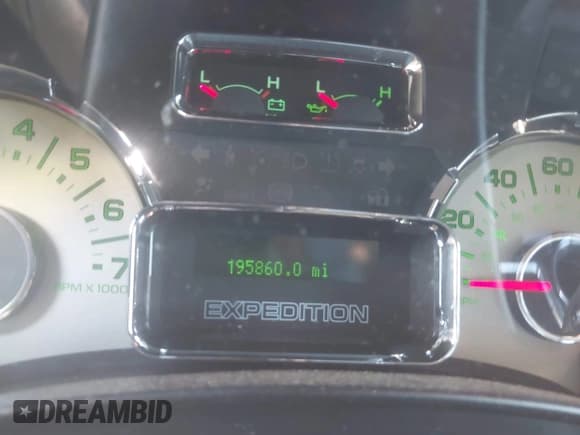 L H L H
4
5
6
7
RPM X 1000
20 40 60
195860.0 mi
EXPEDITION
DREAMBID